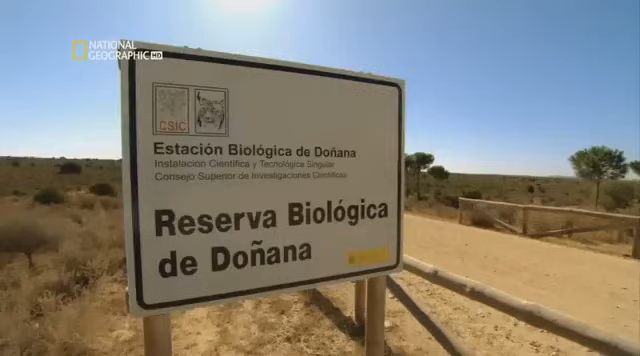 NATIONAL
GEOGRAPHIC HD
CSIC
Estación Biológica de Doñana
Instalación Científica y Tecnológica Singular
Consejo Superior de Investigaciones Científicas
Reserva Biológica
de Doñana